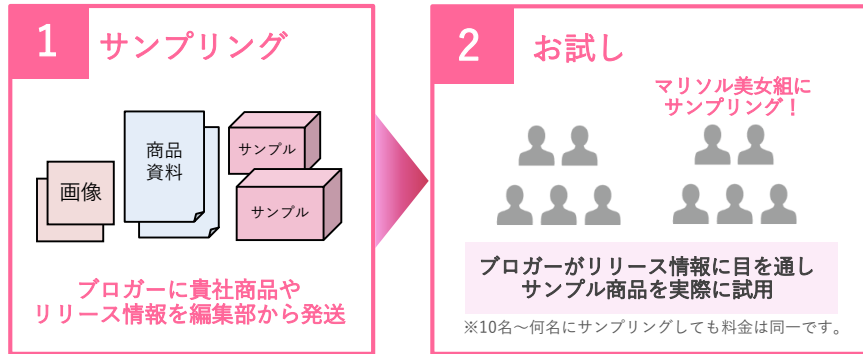 1 サンプリング
画像
商品
資料
サンプル
サンプル
ブロガーに貴社商品や
リリース情報を編集部から発送
2 お試し
マリソル美女組に
サンプリング！
ブロガーがリリース情報に目を通し
サンプル商品を実際に試用
※10名～何名にサンプリングしても料金は同一です。